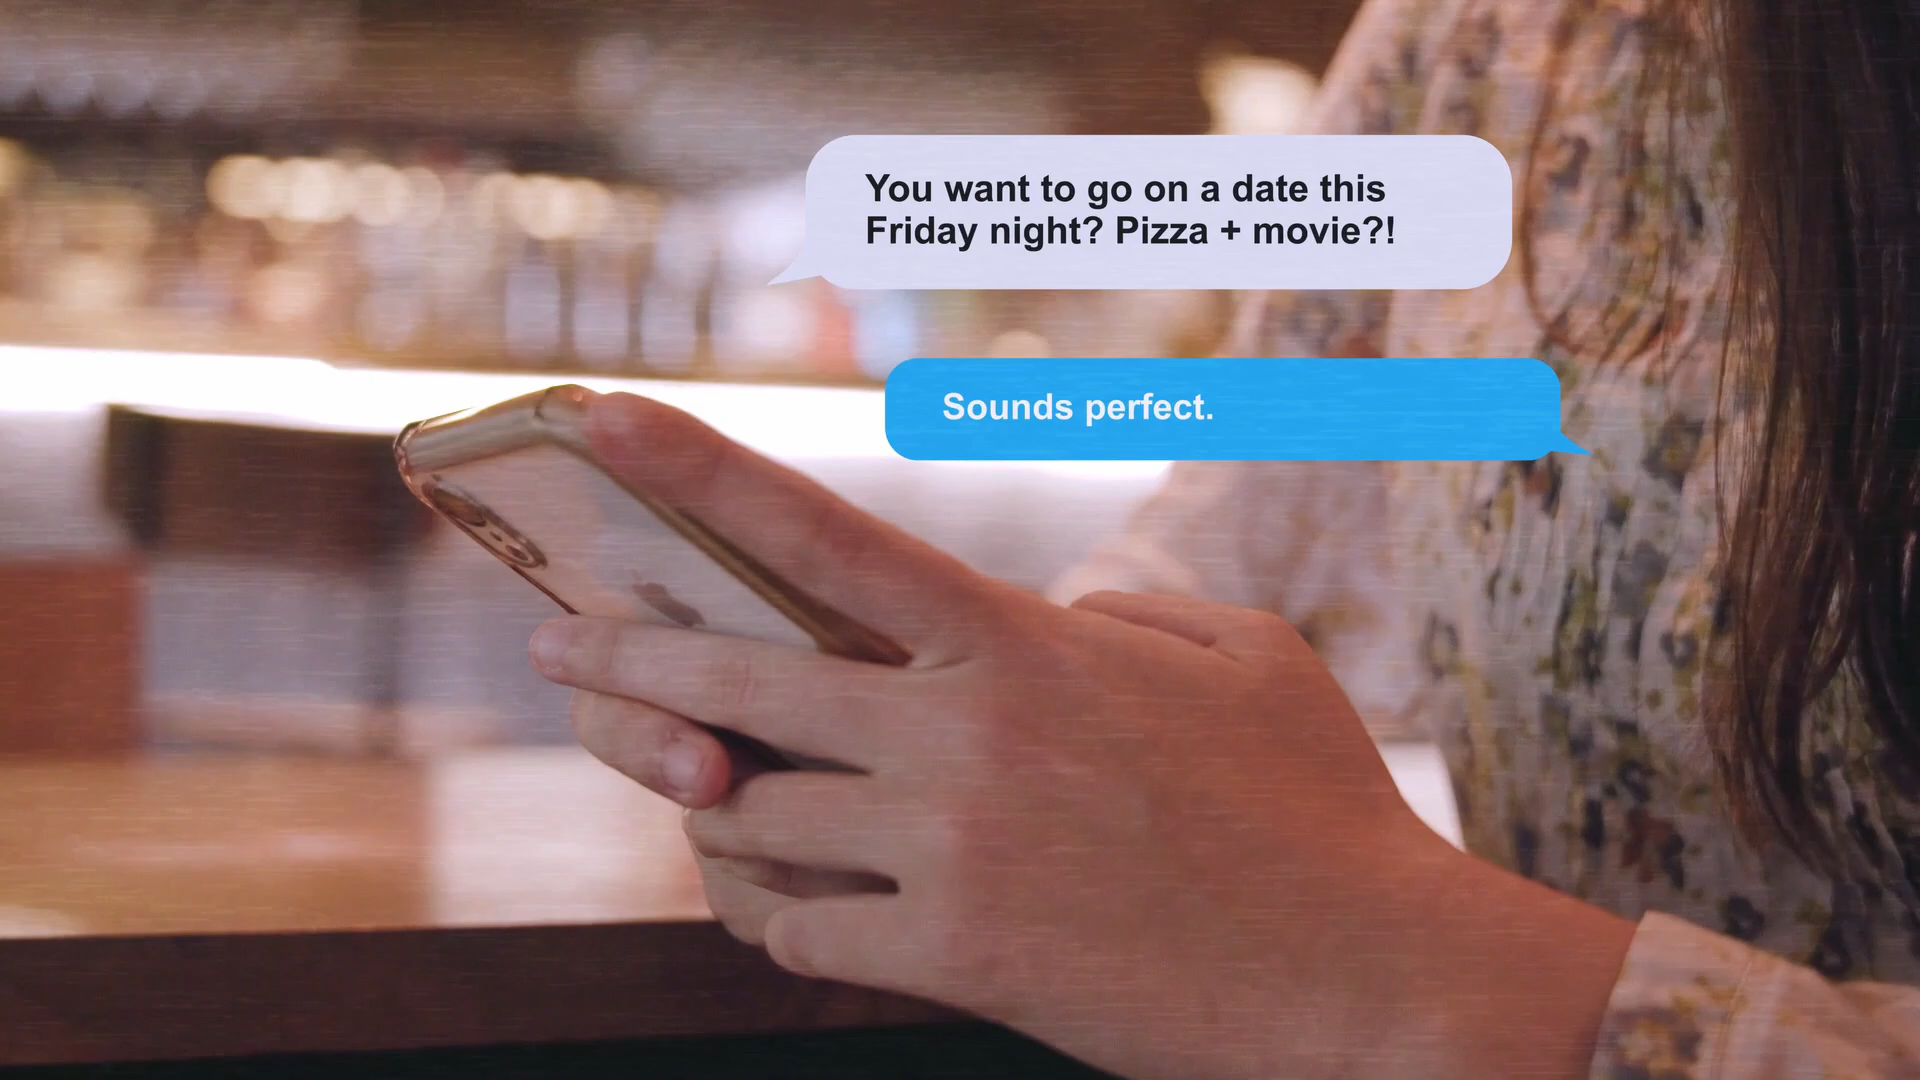 You want to go on a date this
Friday night? Pizza + movie?!
Sounds perfect.